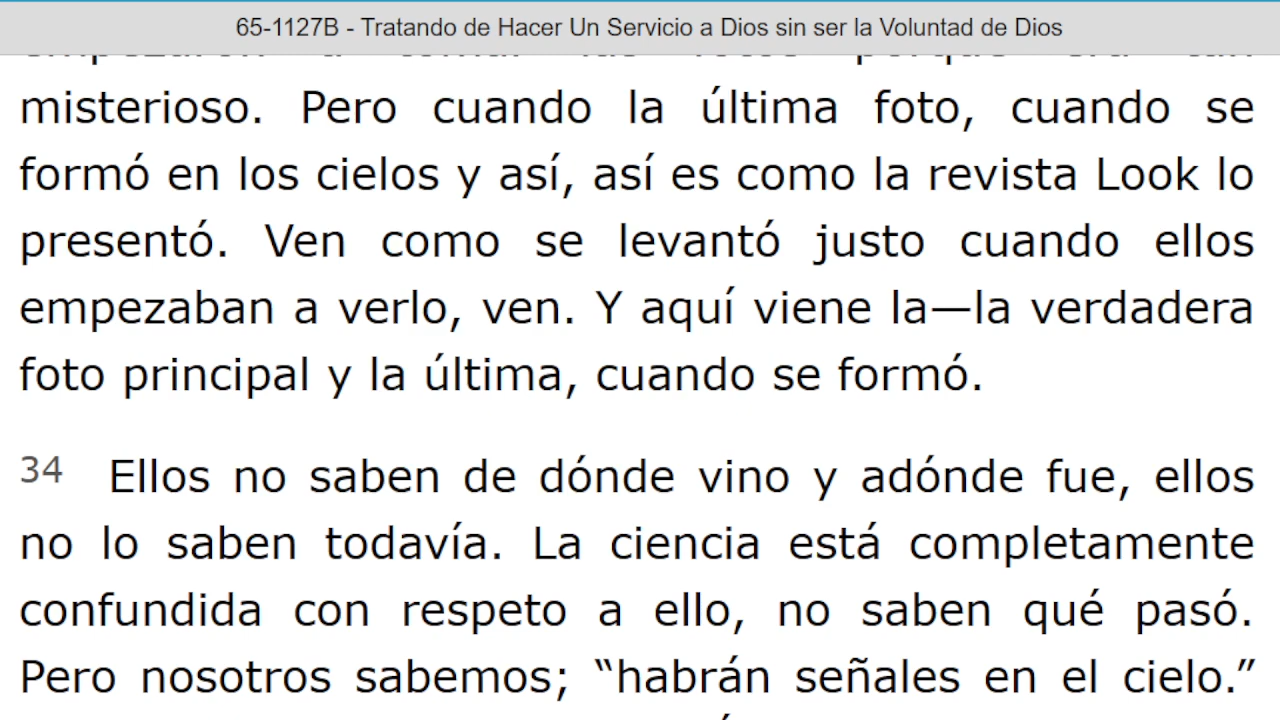 65-1127B - Tratando de Hacer Un Servicio a Dios sin ser la Voluntad de Dios
misterioso. Pero cuando la última foto, cuando se
formó en los cielos y así, así es como la revista Look lo
presentó. Ven como se levantó justo cuando ellos
empezaban a verlo, ven. Y aquí viene la—la verdadera
foto principal y la última, cuando se formó.
34 Ellos no saben de dónde vino y adónde fue, ellos
no lo saben todavía. La ciencia está completamente
confundida con respeto a ello, no saben qué pasó.
Pero nosotros sabemos; “habrán señales en el cielo.”